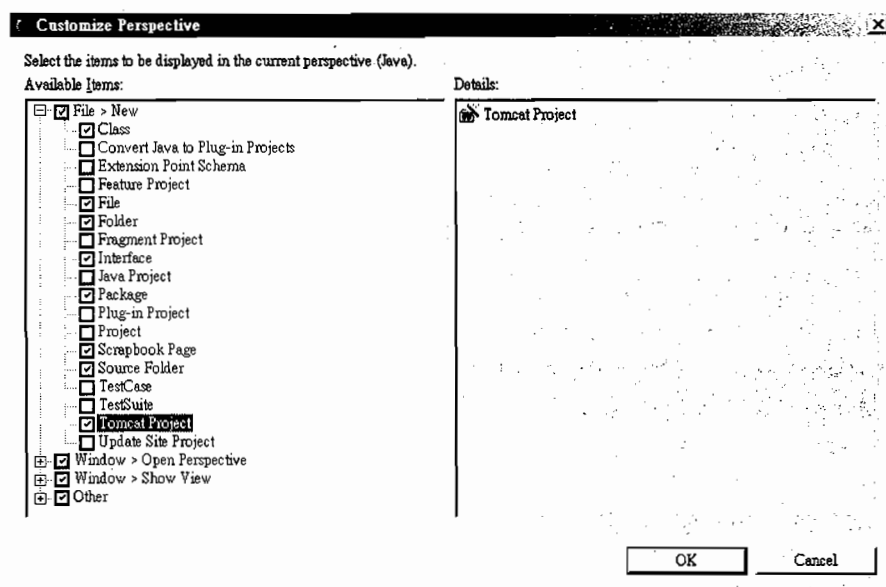 Customize Perspective
Select the items to be displayed in the current perspective (Java).
Available Items:
Details:
File > New
Class
Convert Java to Plug-in Projects
Extension Point Schema
Feature Project
File
Folder
Fragment Project
Interface
Java Project
Package
Plug-in Project
Project
Scrapbook Page
Source Folder
TestCase
TestSuite
Tomcat Project
Update Site Project
Window > Open Perspective
Window > Show View
Other
Tomcat Project
OK
Cancel